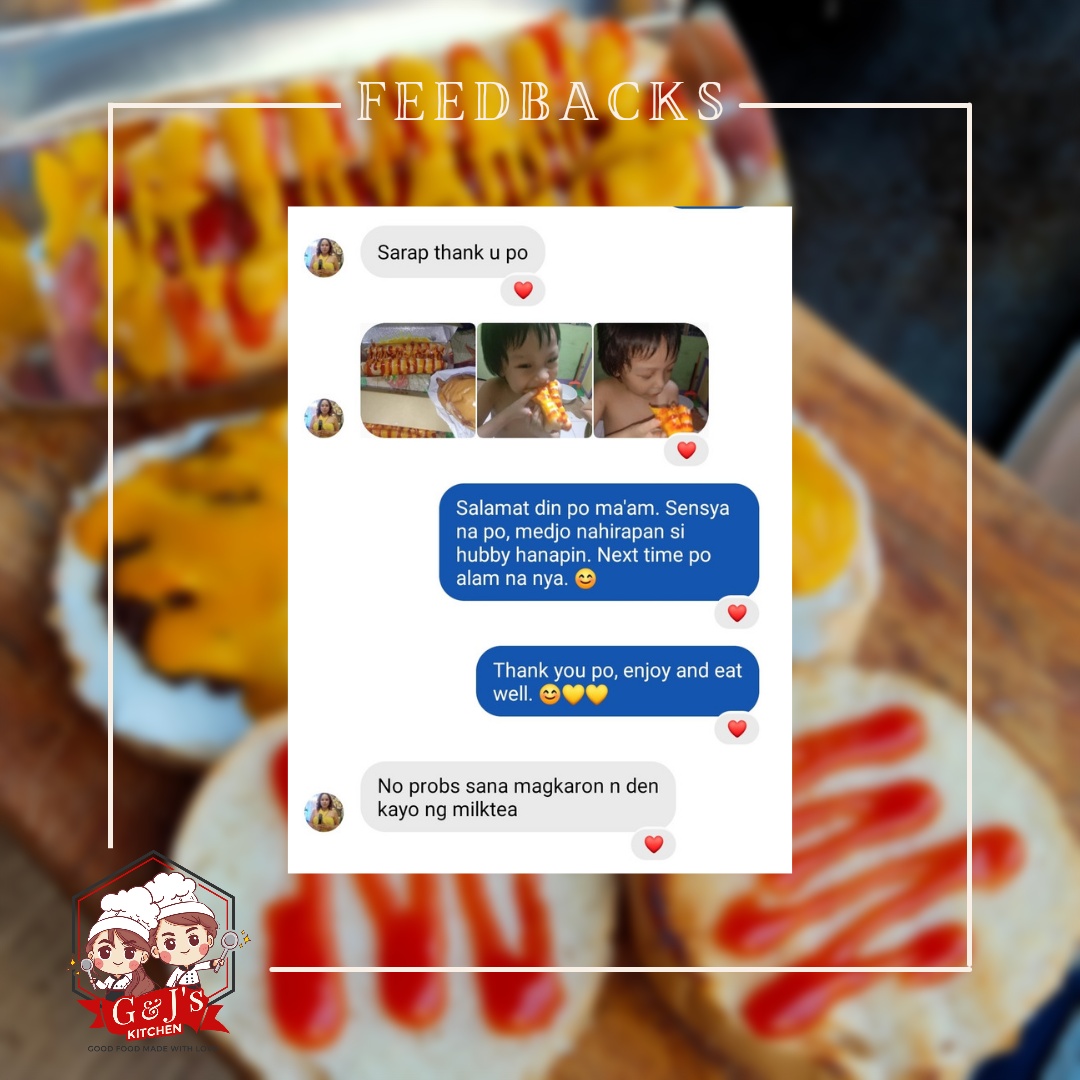 FEEDBACKS
Sarap thank u po
Salamat din po ma'am. Sensya
na po, medjo nahirapan si
hubby hanapin. Next time po
alam na nya. 😊
Thank you po, enjoy and eat
well. 😊💛💛
No probs sana magkaron n den
kayo ng milktea
G & J's
KITCHEN
GOOD FOOD MADE WITH